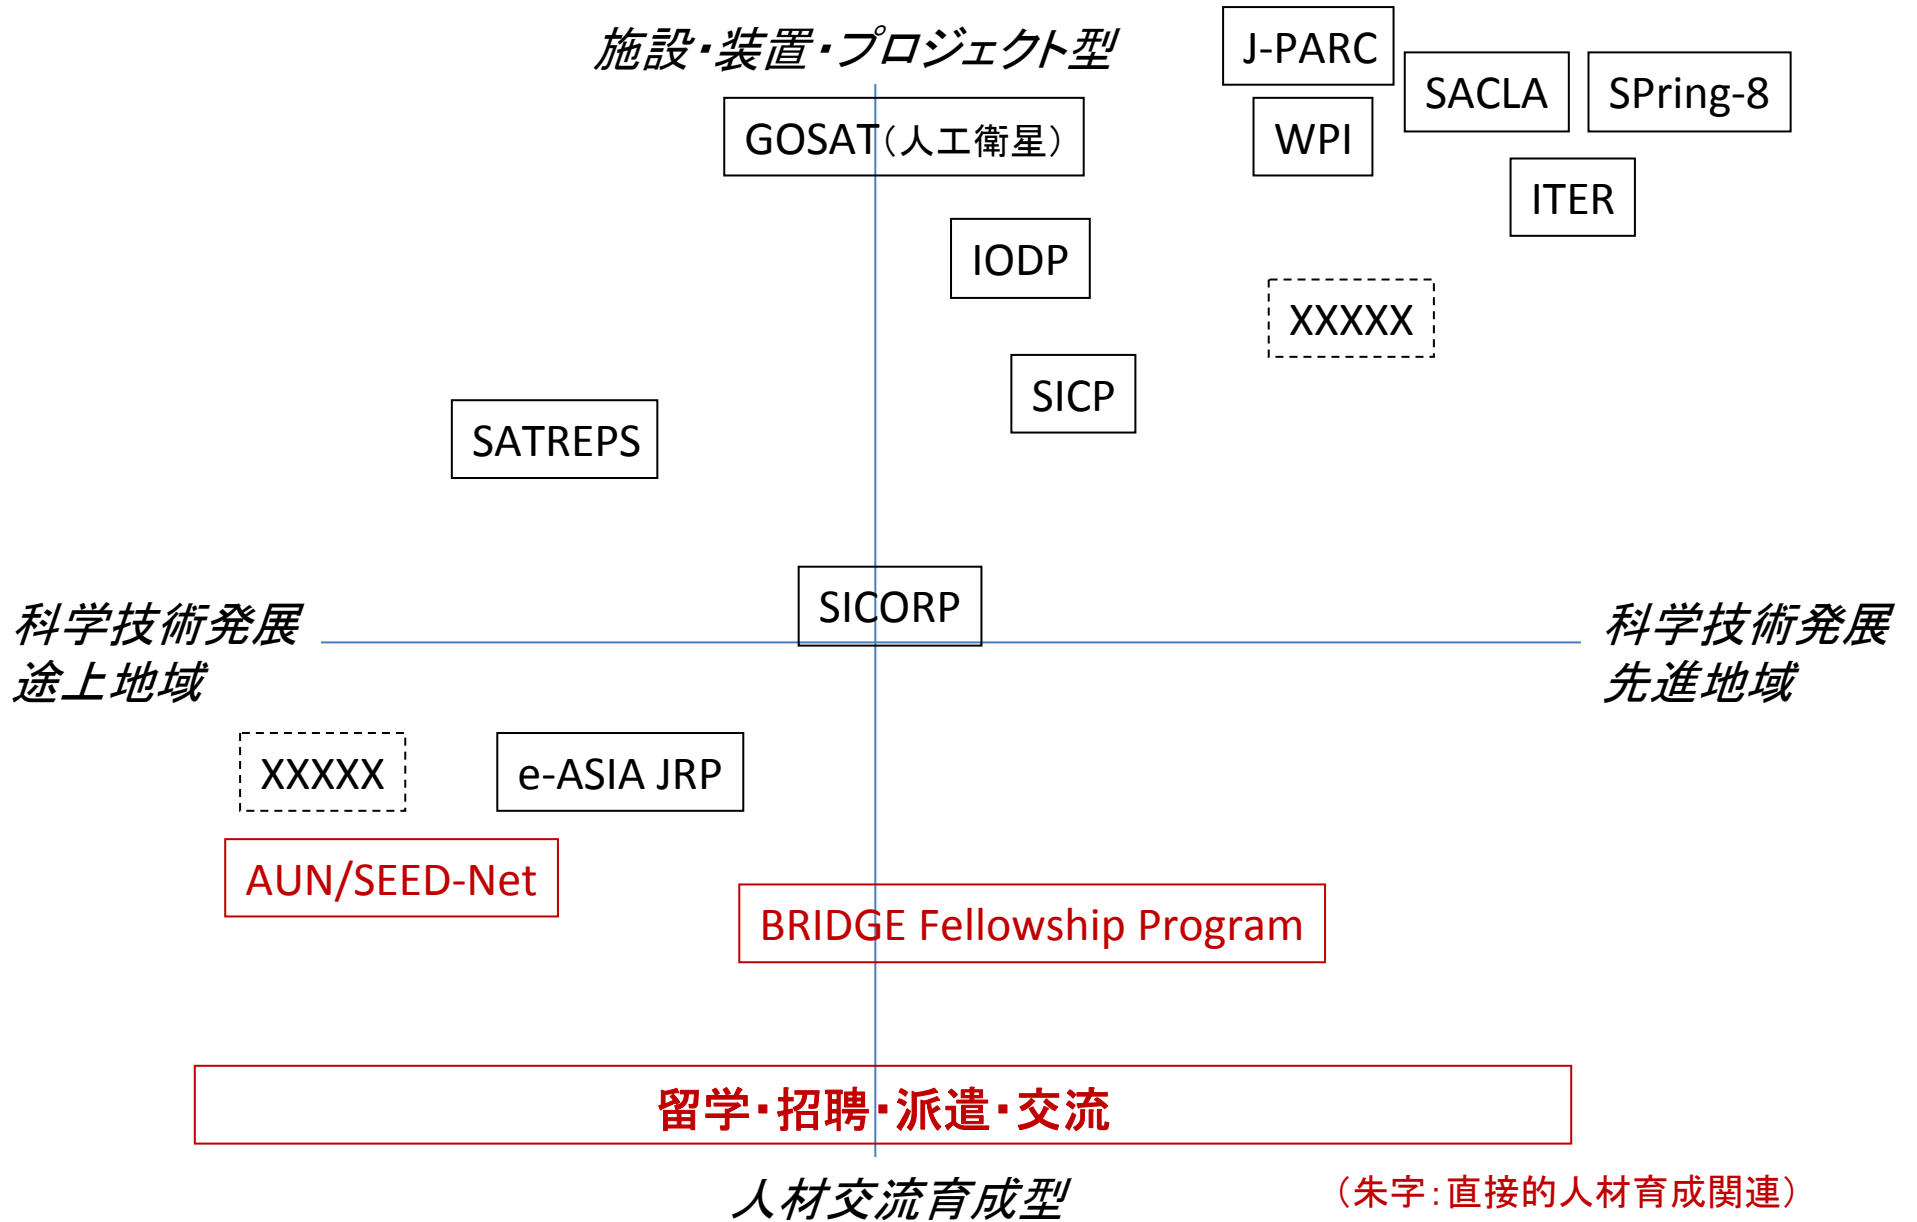 施設・装置・プロジェクト型
J-PARC
SACLA
SPring-8
GOSAT（人工衛星）
WPI
ITER
IODP
XXXXX
SICP
SATREPS
SICORP
科学技術発展
途上地域
科学技術発展
先進地域
XXXXX
e-ASIA JRP
AUN/SEED-Net
BRIDGE Fellowship Program
留学・招聘・派遣・交流
人材交流育成型
（朱字：直接的人材育成関連）